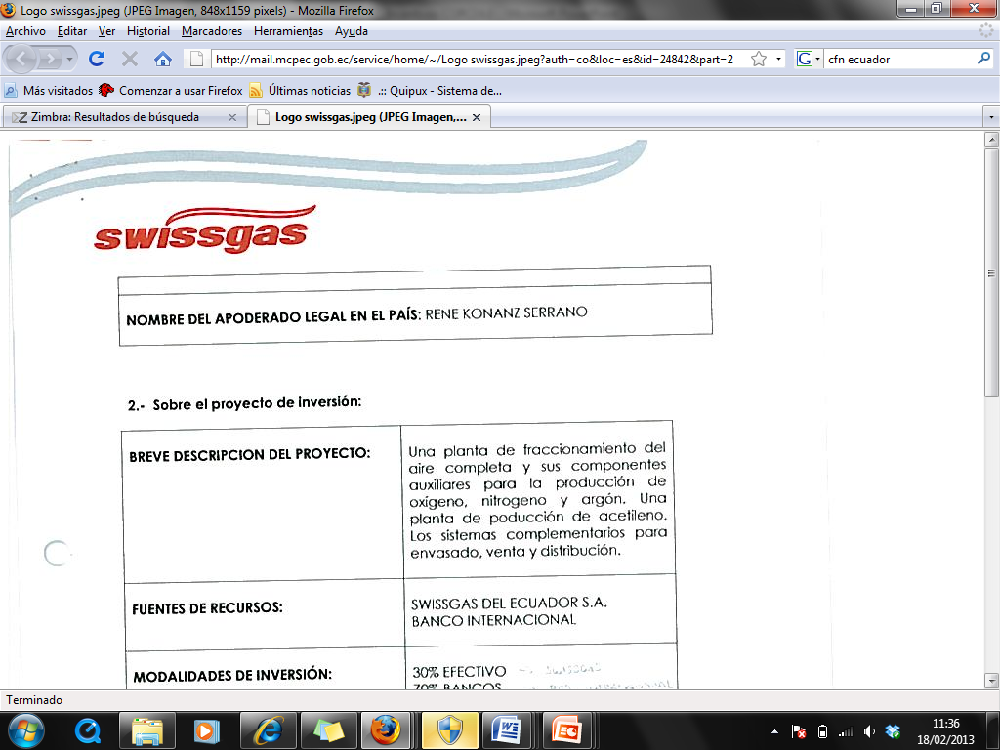 Logo swissgas.jpeg (JPEG Imagen, 848x1159 pixels) - Mozilla Firefox
Archivo Editar Ver Historial Marcadores Herramientas Ayuda
http://mail.mcpec.gob.ec/service/home/~/Logo swissgas.jpeg?auth=co&loc=es&id=24842&part=2
cfn ecuador
Más visitados Comenzar a usar Firefox Últimas noticias .:: Quipux - Sistema de...
Zimbra: Resultados de búsqueda
Logo swissgas.jpeg (JPEG Imagen,...
swissgas
NOMBRE DEL APODERADO LEGAL EN EL PAÍS: RENE KONANZ SERRANO
2.- Sobre el proyecto de inversión:
BREVE DESCRIPCION DEL PROYECTO:
Una planta de fraccionamiento del
aire completa y sus componentes
auxiliares para la producción de
oxigeno, nitrogeno y argón. Una
planta de poducción de acetileno.
Los sistemas complementarios para
envasado, venta y distribución.
FUENTES DE RECURSOS:
SWISSGAS DEL ECUADOR S.A.
BANCO INTERNACIONAL
MODALIDADES DE INVERSIÓN:
30% EFECTIVO
70% BANCOS
Terminado
11:36
18/02/2013